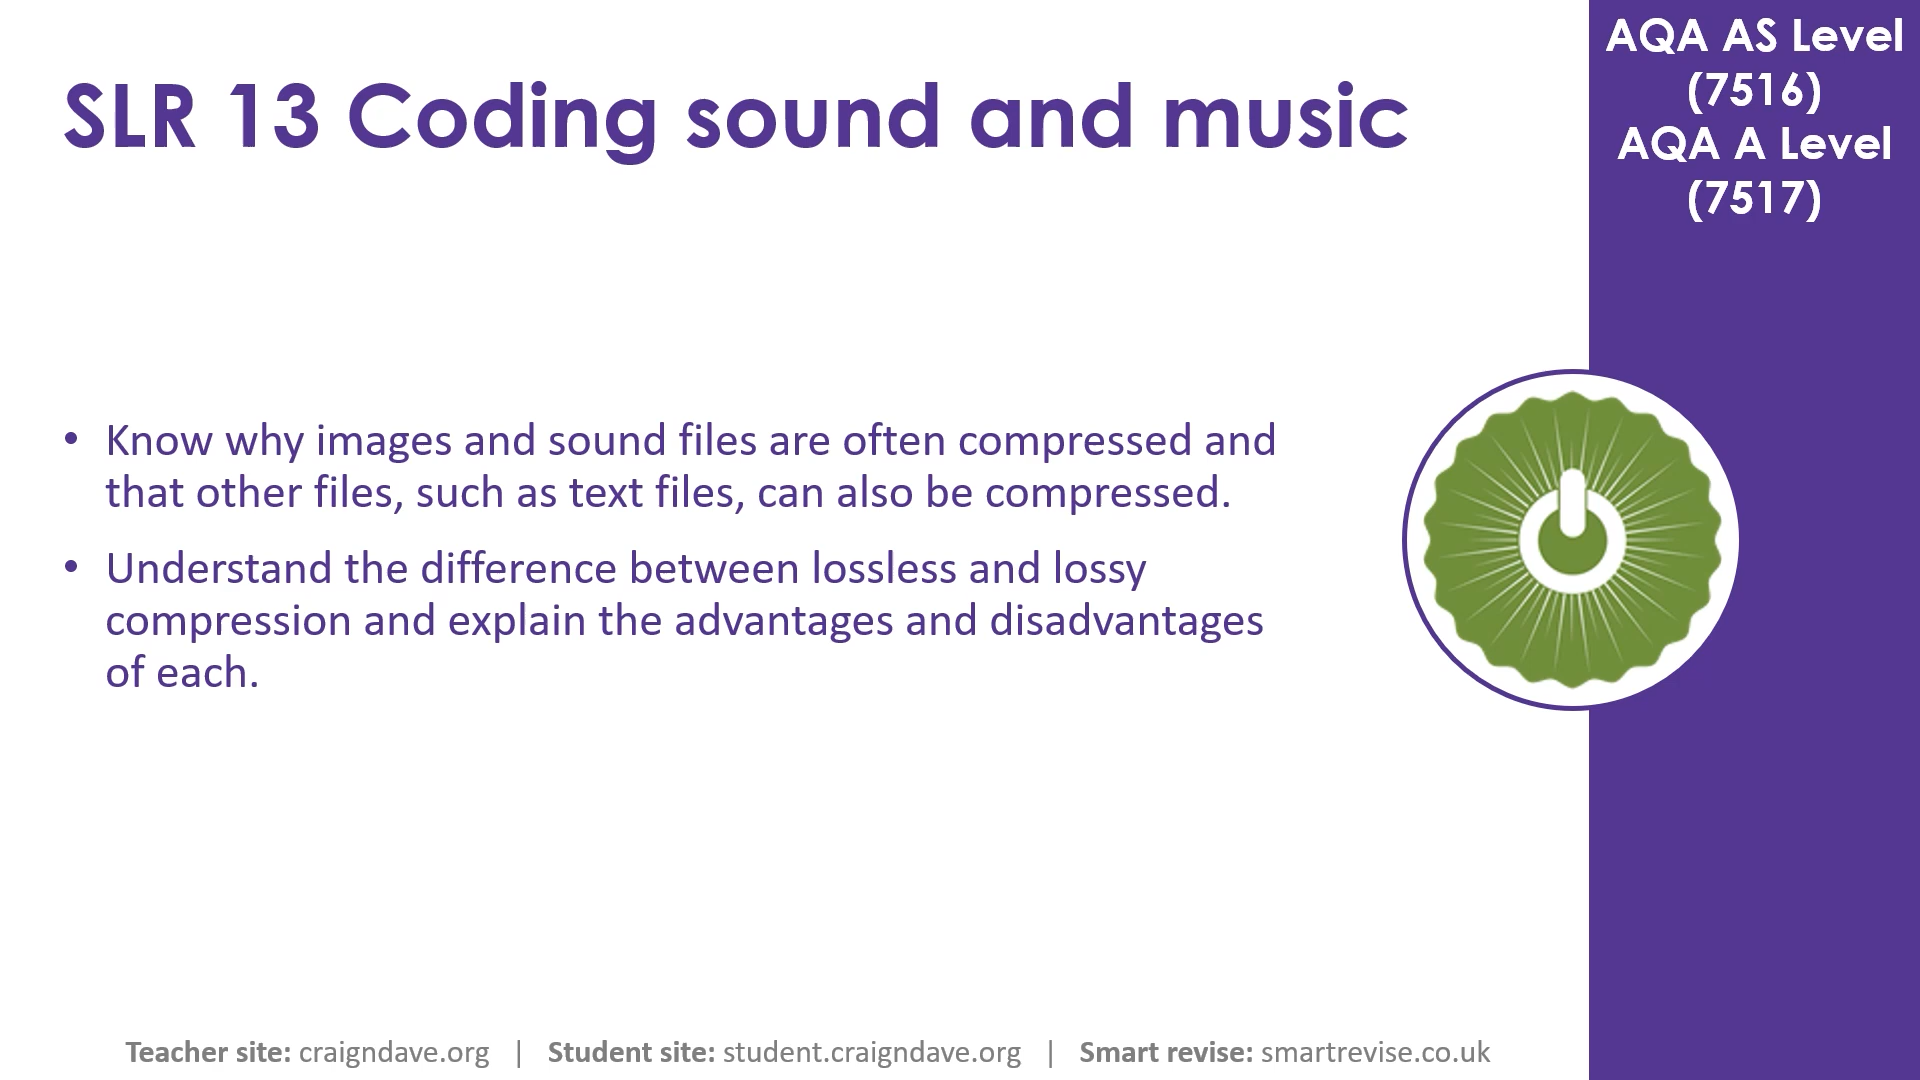 SLR 13 Coding sound and music
AQA AS Level
(7516)
AQA A Level
(7517)
• Know why images and sound files are often compressed and
that other files, such as text files, can also be compressed.
• Understand the difference between lossless and lossy
compression and explain the advantages and disadvantages
of each.
Teacher site: craigndave.org | Student site: student.craigndave.org | Smart revise: smartrevise.co.uk